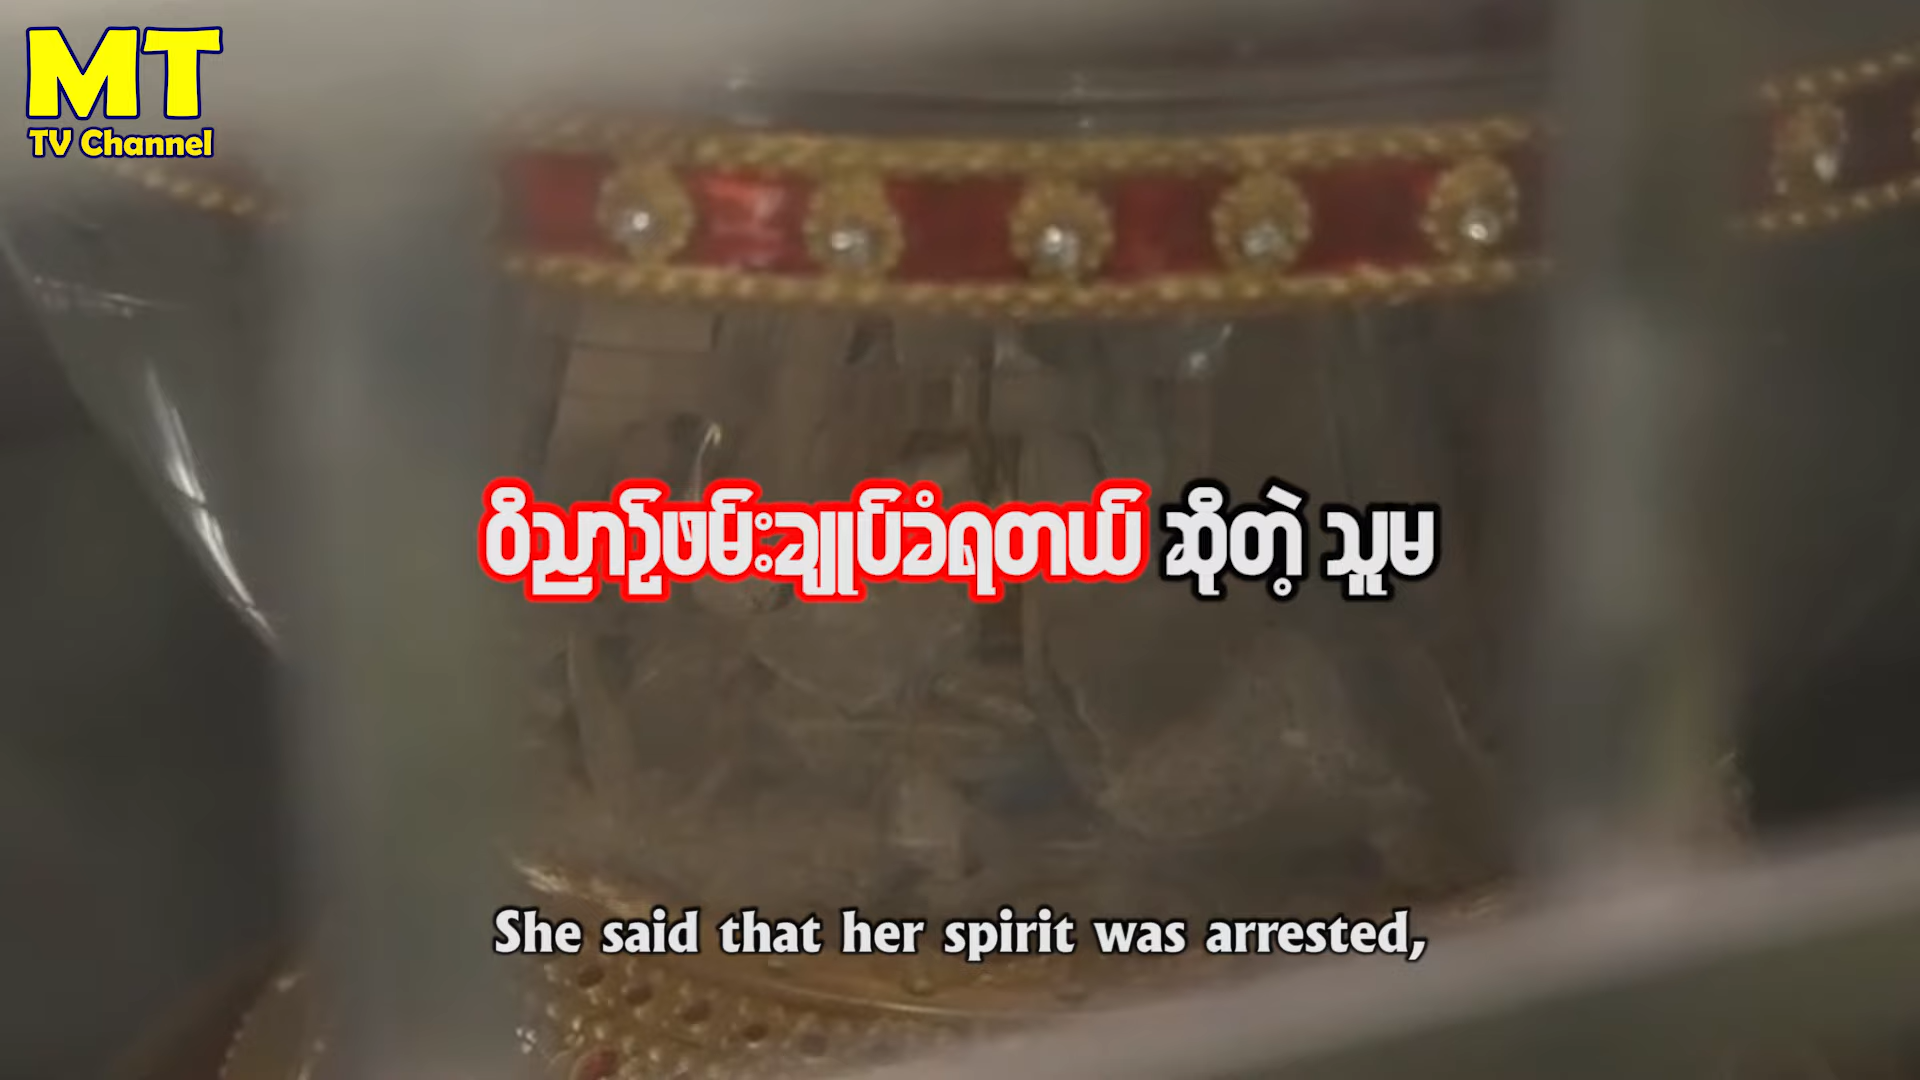 MT
TV Channel
ဝိညာဉ်ဖမ်းချုပ်ခံရတယ် ဆိုတဲ့ သူမ
She said that her spirit was arrested,